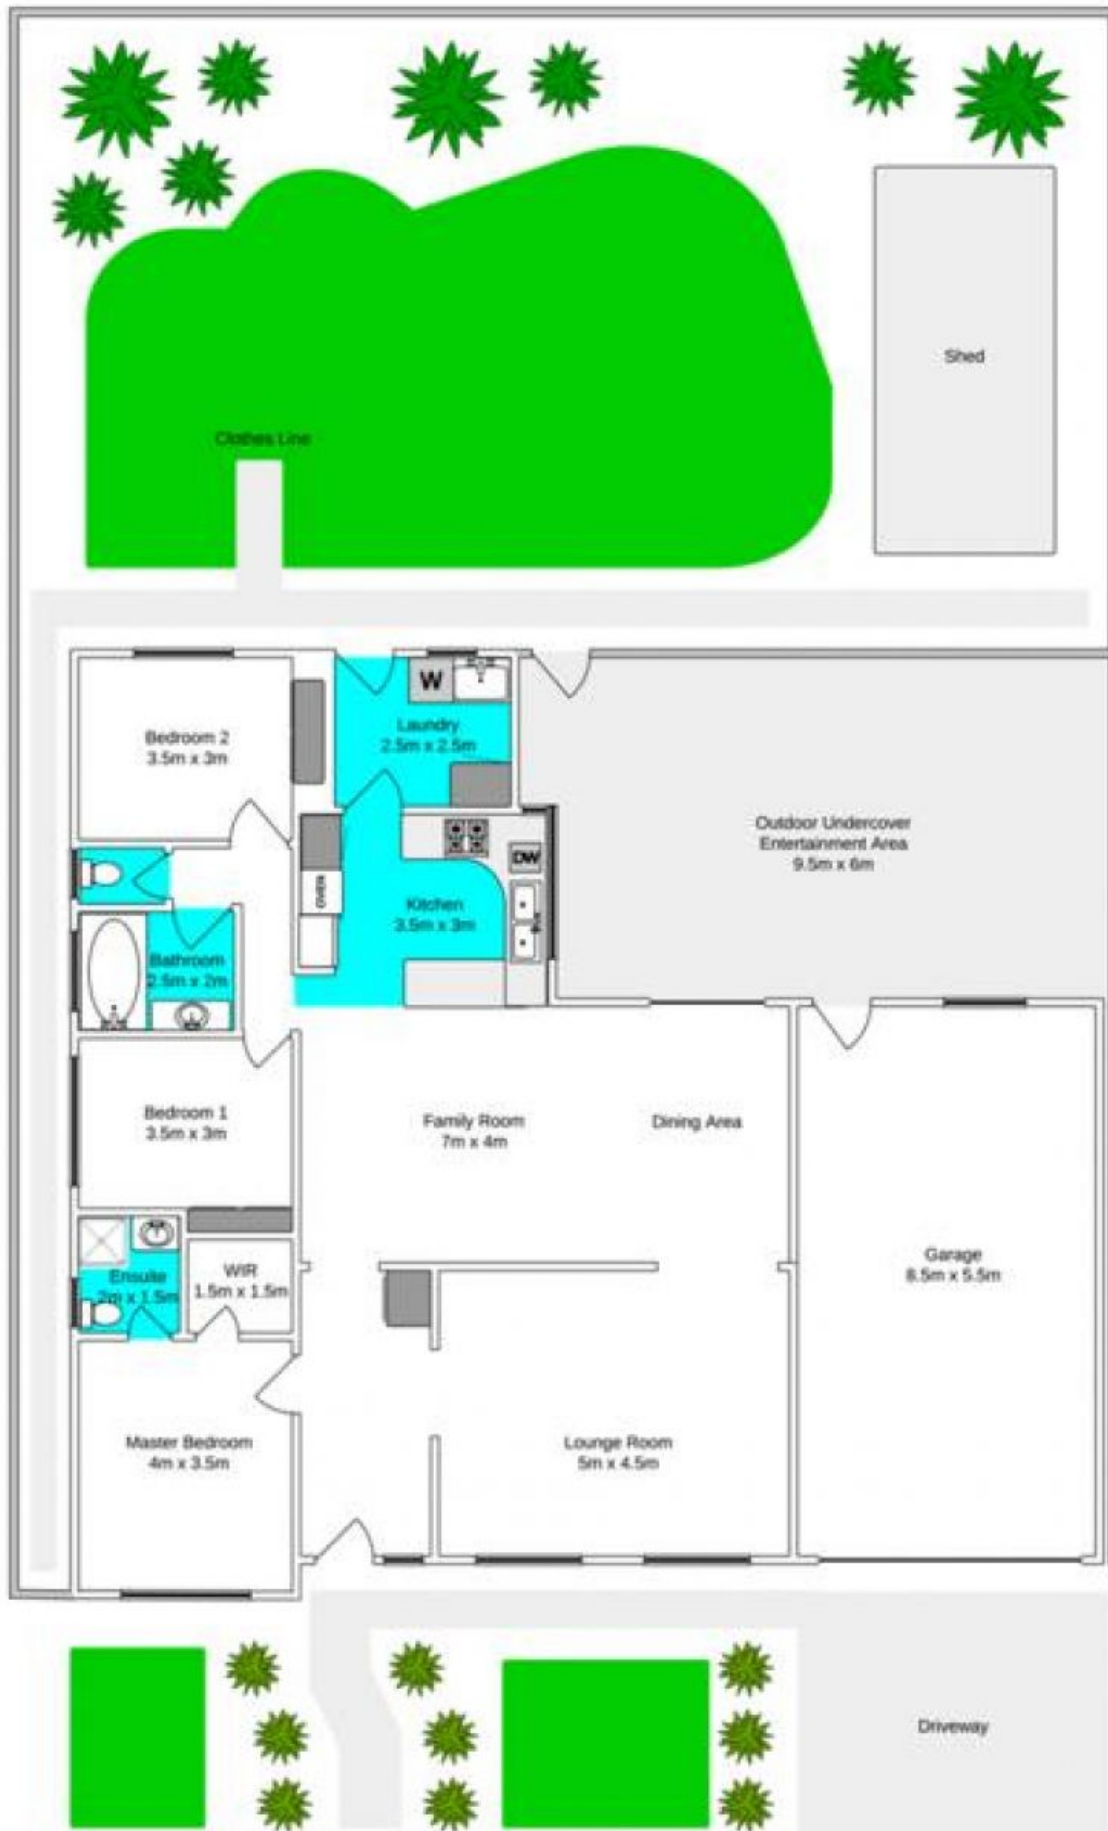 Shed
Clothes Line
W
Laundry
2.5m x 2.5m
Bedroom 2
3.5m x 3m
Outdoor Undercover
Entertainment Area
9.5m x 6m
DW
OVEN
Kitchen
3.5m x 3m
Bathroom
2.5m x 2m
Bedroom 1
3.5m x 3m
Family Room
7m x 4m
Dining Area
Garage
8.5m x 5.5m
Ensuite
2m x 1.5m
WIR
1.5m x 1.5m
Master Bedroom
4m x 3.5m
Lounge Room
5m x 4.5m
Driveway